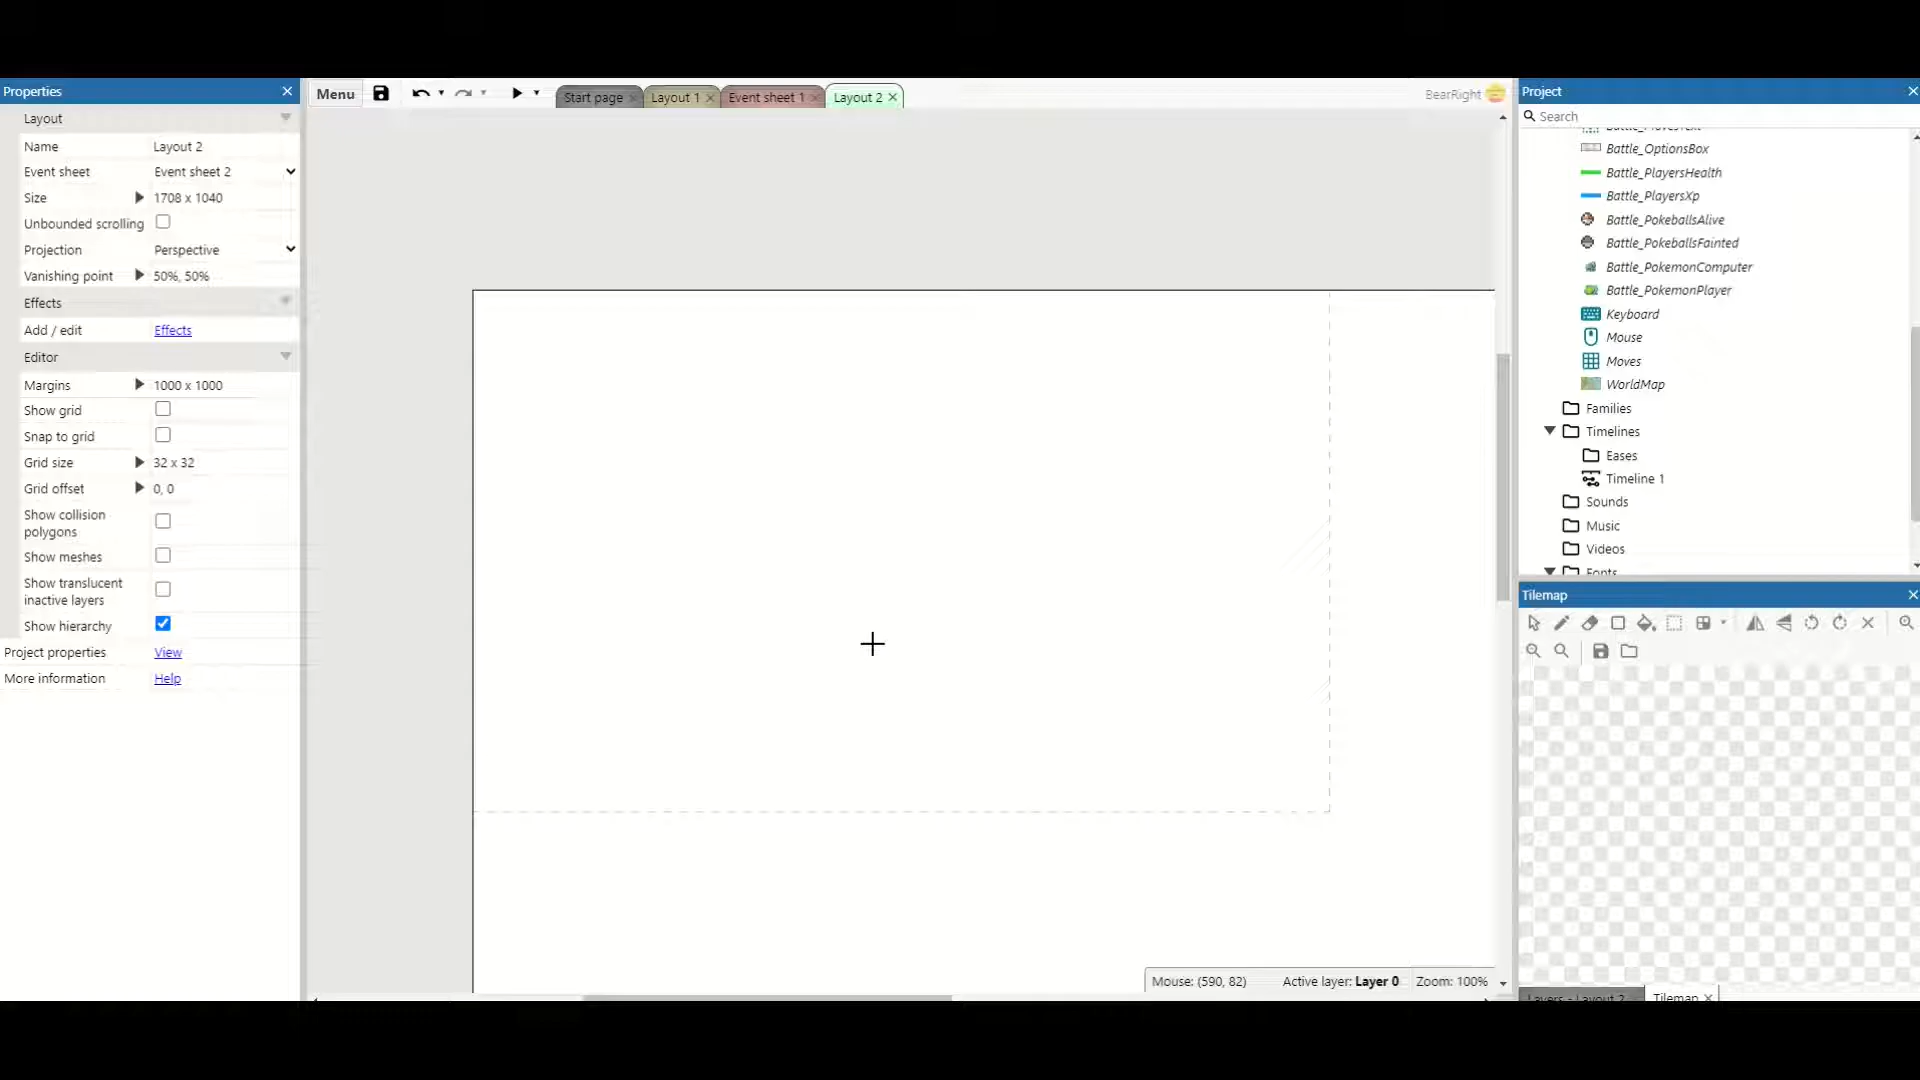 Properties
Layout
Name Layout 2
Event sheet Event sheet 2
Size 1708 x 1040
Unbounded scrolling
Projection Perspective
Vanishing point 50%, 50%
Effects
Add / edit Effects
Editor
Margins 1000 x 1000
Show grid
Snap to grid
Grid size 32 x 32
Grid offset 0, 0
Show collision
polygons
Show meshes
Show translucent
inactive layers
Show hierarchy
Project properties View
More information Help
Menu
Start page
Layout 1
Event sheet 1
Layout 2
BearRight
Mouse: (590, 82) Active layer: Layer 0 Zoom: 100%
Project
Search
Battle_MovesText
Battle_OptionsBox
Battle_PlayersHealth
Battle_PlayersXp
Battle_PokeballsAlive
Battle_PokeballsFainted
Battle_PokemonComputer
Battle_PokemonPlayer
Keyboard
Mouse
Moves
WorldMap
Families
Timelines
Eases
Timeline 1
Sounds
Music
Videos
Fonts
Tilemap
Layers - Layout 2
Tilemap